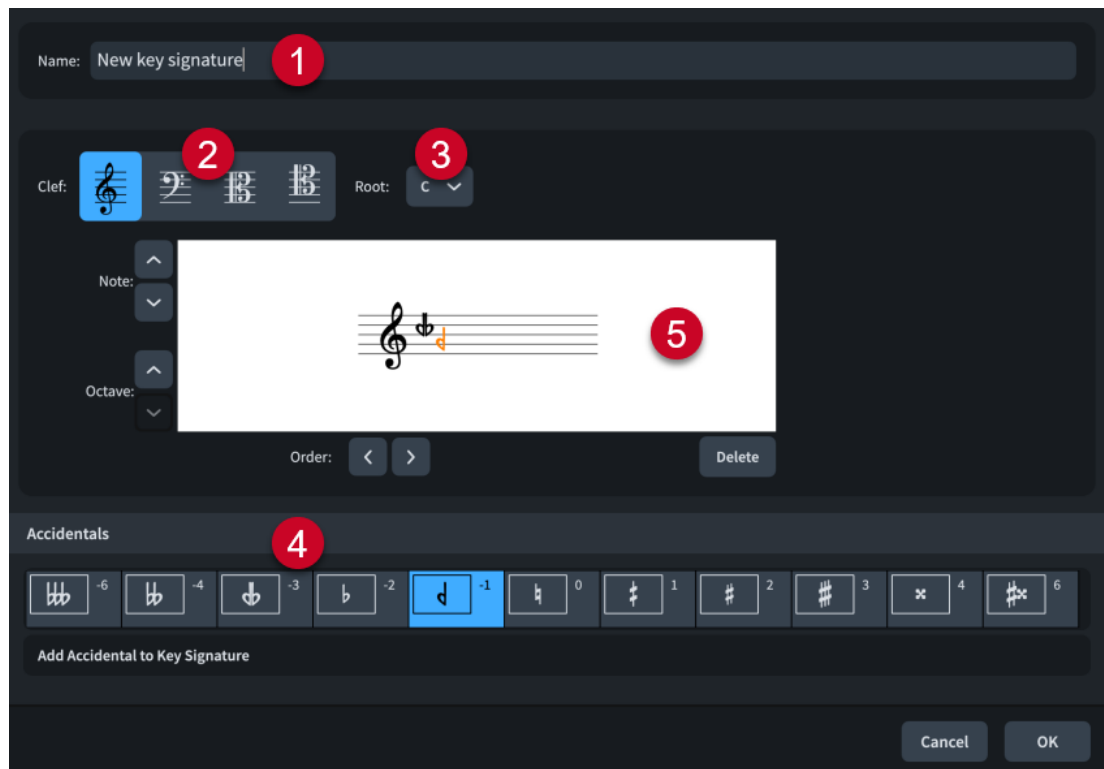 Name: New key signature 1
Clef: 2 Root: C 3
Note:
5
Octave:
Order: Delete
Accidentals
4
-6 -4 -3 -2 -1 0 1 2 3 4 6
Add Accidental to Key Signature
Cancel OK